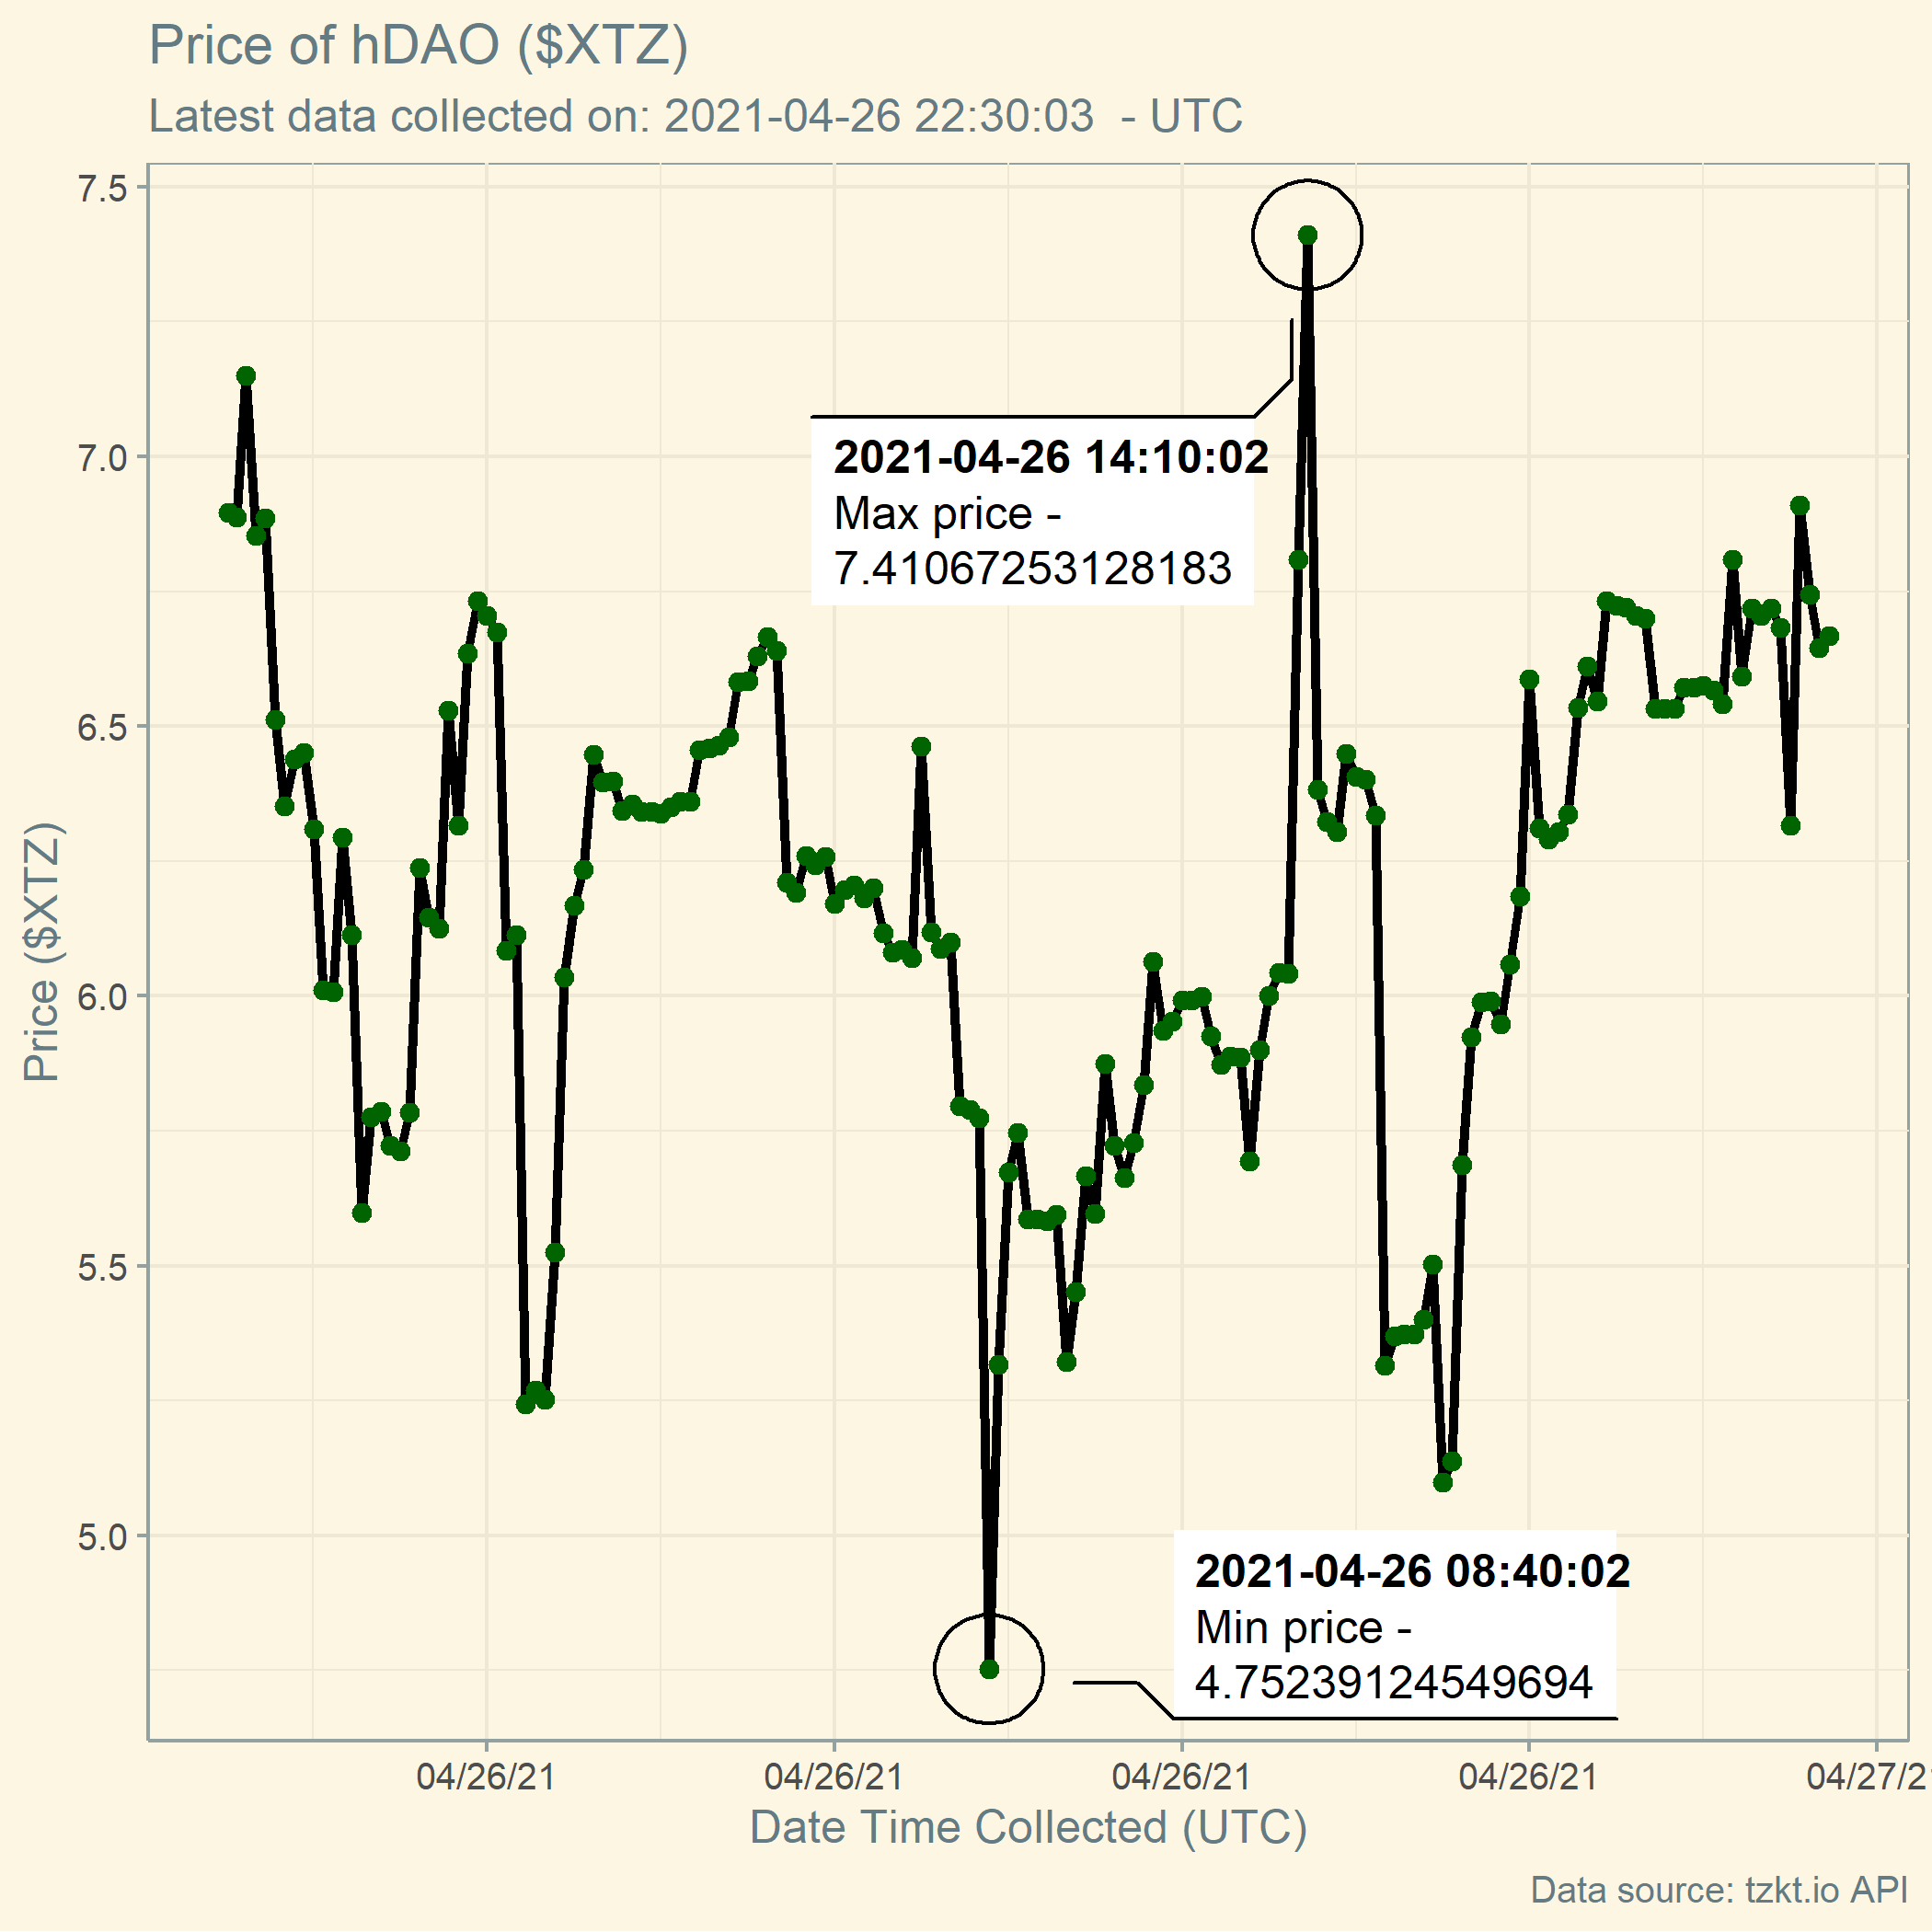 Price of hDAO ($XTZ)
Latest data collected on: 2021-04-26 22:30:03  - UTC
7.5
7.0
6.5
6.0
5.5
5.0
Price ($XTZ)
2021-04-26 14:10:02
Max price -
7.41067253128183
2021-04-26 08:40:02
Min price -
4.75239124549694
04/26/21
04/26/21
04/26/21
04/26/21
04/27/2
Date Time Collected (UTC)
Data source: tzkt.io API